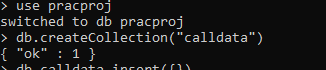 > use pracproj
switched to db pracproj
> db.createCollection("calldata")
{ "ok" : 1 }
> db.calldata.insert({})